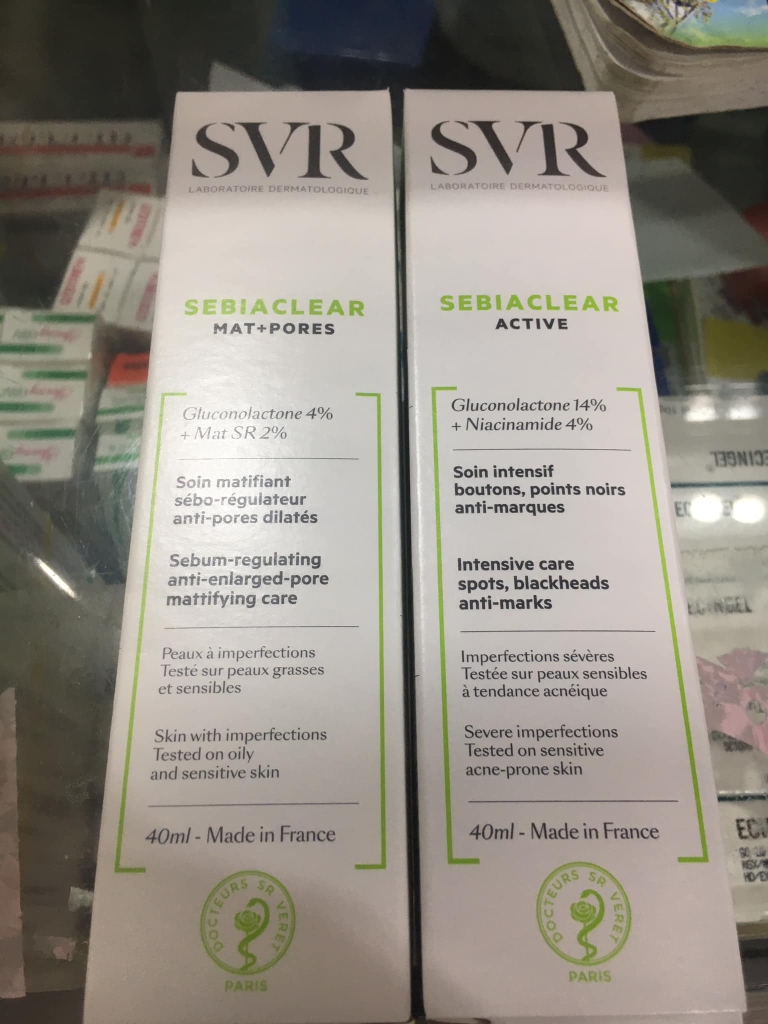 SVR
LABORATOIRE DERMATOLOGIQUE
SEBIACLEAR
MAT+PORES
Gluconolactone 4%
+ Mat SR 2%
Soin matifiant
sébo-régulateur
anti-pores dilatés
Sebum-regulating
anti-enlarged-pore
mattifying care
Peaux à imperfections
Testé sur peaux grasses
et sensibles
Skin with imperfections
Tested on oily
and sensitive skin
40ml - Made in France
DOCTEURS SR VERET
PARIS
SVR
LABORATOIRE DERMATOLOGIQUE
SEBIACLEAR
ACTIVE
Gluconolactone 14%
+ Niacinamide 4%
Soin intensif
boutons, points noirs
anti-marques
Intensive care
spots, blackheads
anti-marks
Imperfections sévères
Testée sur peaux sensibles
à tendance acnéique
Severe imperfections
Tested on sensitive
acne-prone skin
40ml - Made in France
DOCTEURS SR VERET
PARIS